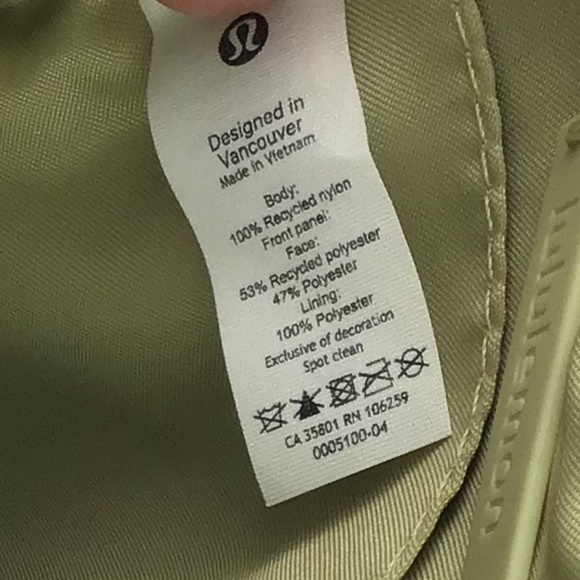 Designed in
Vancouver
Made in Vietnam
Body:
100% Recycled nylon
Front panel:
Face:
53% Recycled polyester
47% Polyester
Lining:
100% Polyester
Exclusive of decoration
Spot clean
CA 35801 RN 106259
0005100-04
lululemon